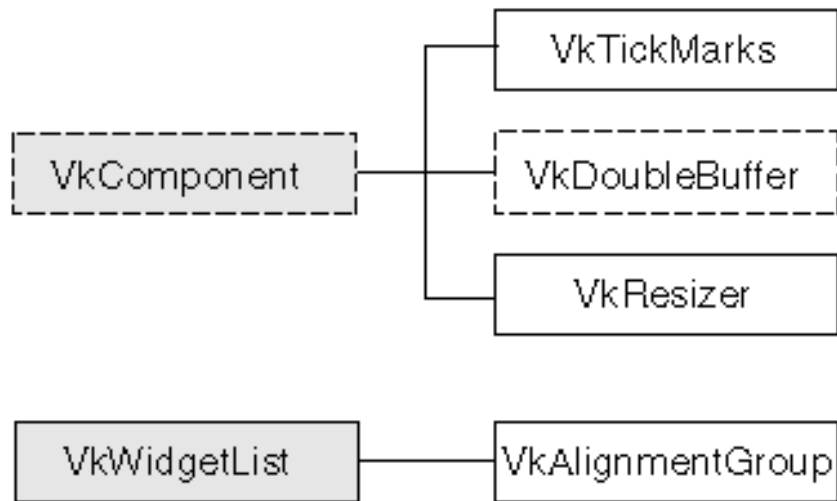 VkTickMarks
VkComponent
VkDoubleBuffer
VkResizer
VkWidgetList
VkAlignmentGroup